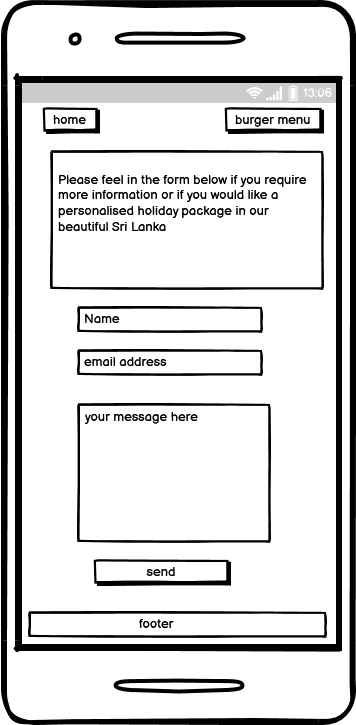 13:06
home
burger menu
Please feel in the form below if you require
more information or if you would like a
personalised holiday package in our
beautiful Sri Lanka
Name
email address
your message here
send
footer